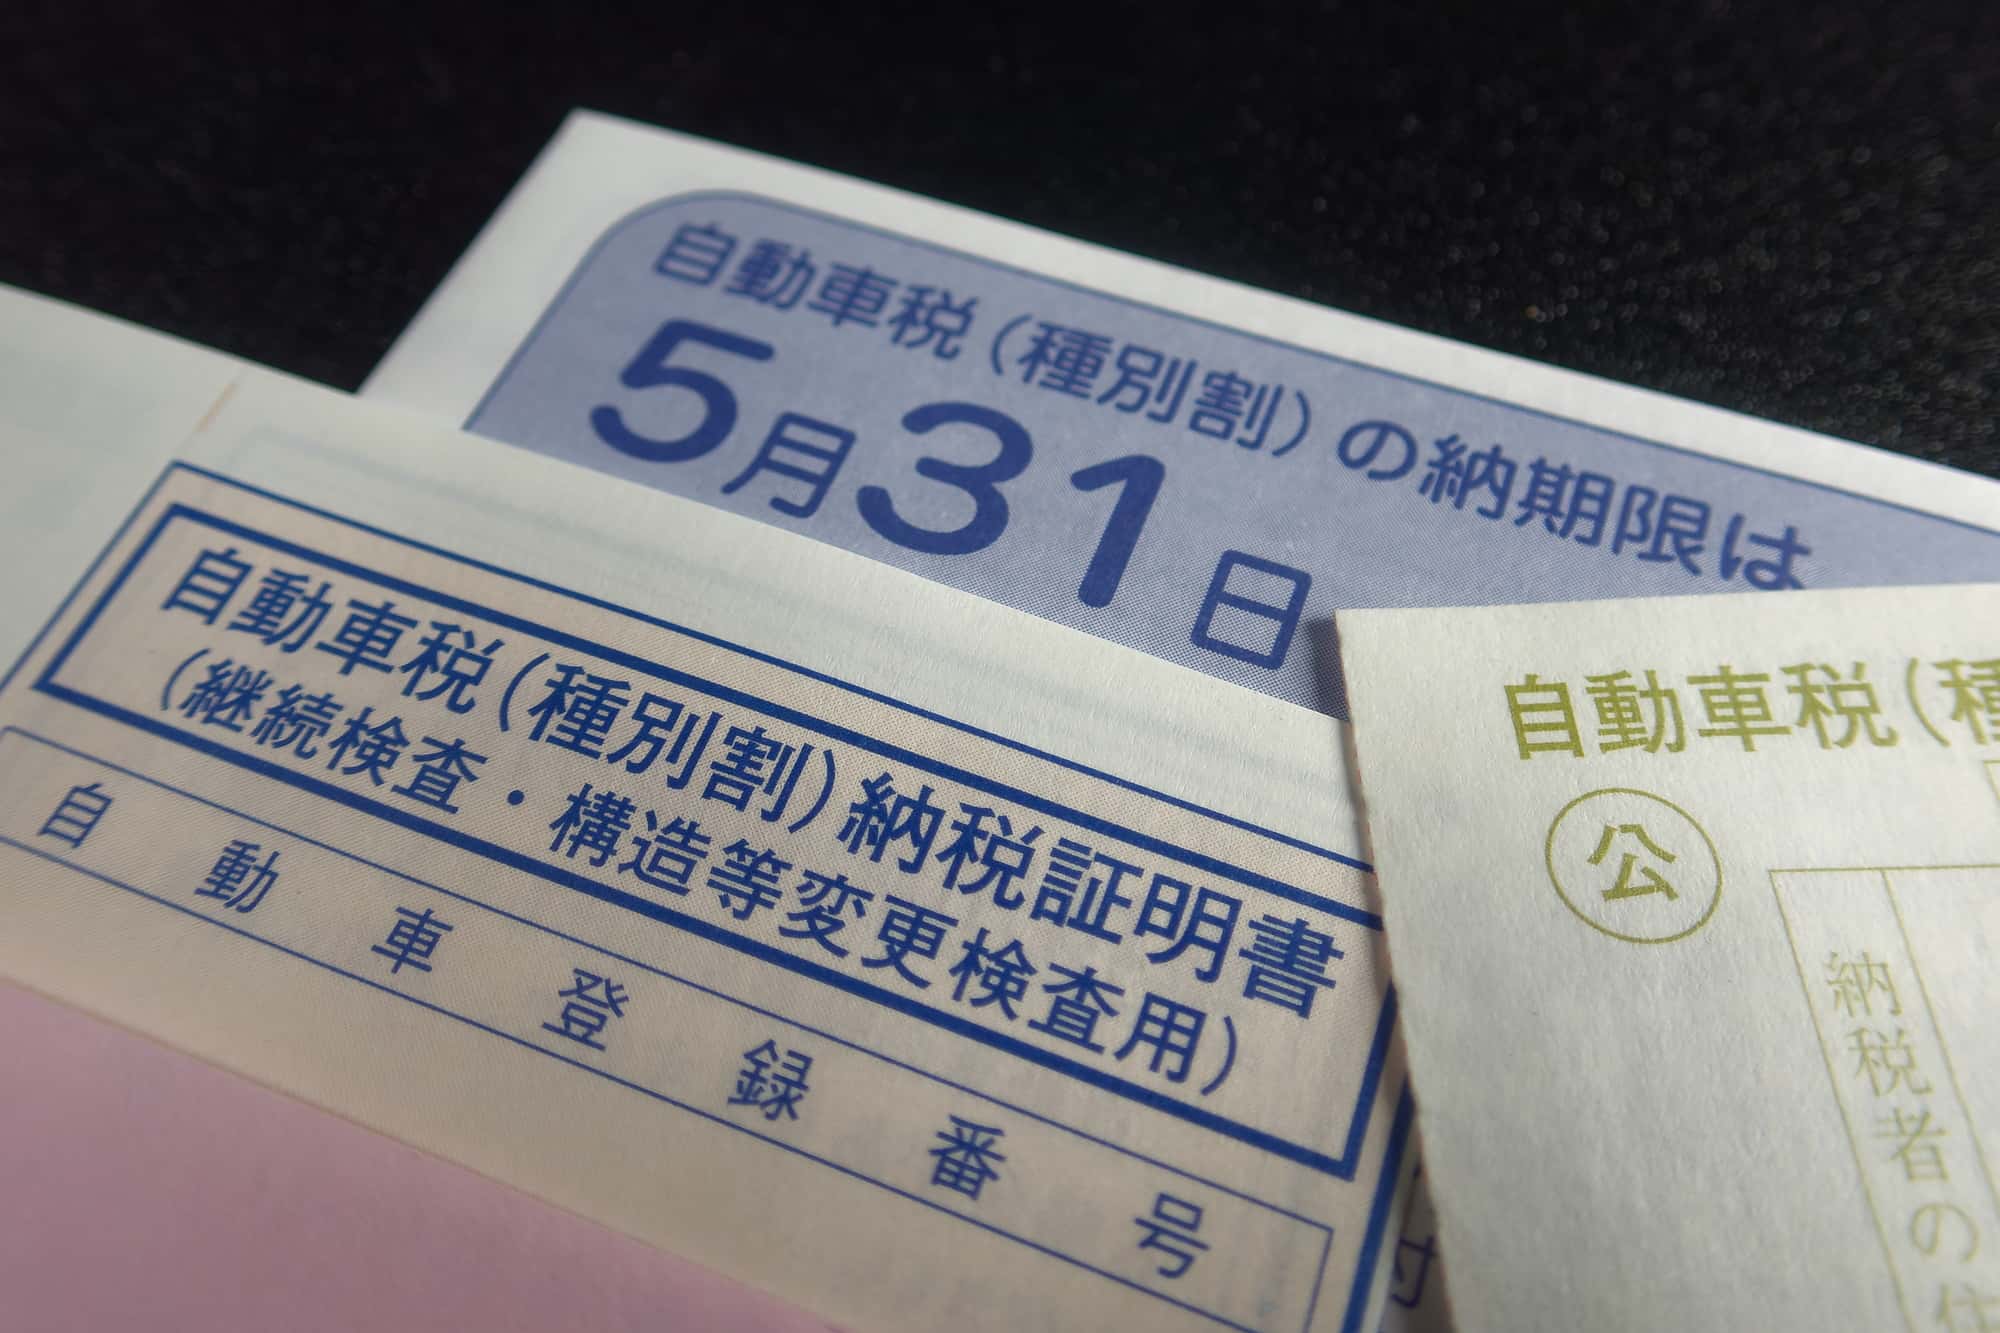 自動車税（種別割）の納期限は
5月31日
自動車税（種別割）納税証明書
（継続検査・構造等変更検査用）
自動車登録番号
自動車税（種
公
納税者の住
付